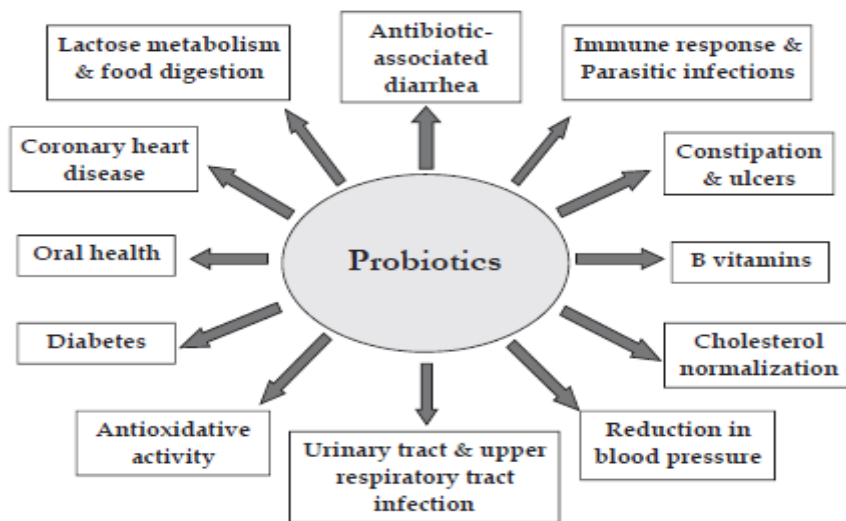 Lactose metabolism
& food digestion
Antibiotic-
associated
diarrhea
Immune response &
Parasitic infections
Coronary heart
disease
Constipation
& ulcers
Oral health
Probiotics
B vitamins
Diabetes
Cholesterol
normalization
Antioxidative
activity
Urinary tract & upper
respiratory tract
infection
Reduction in
blood pressure